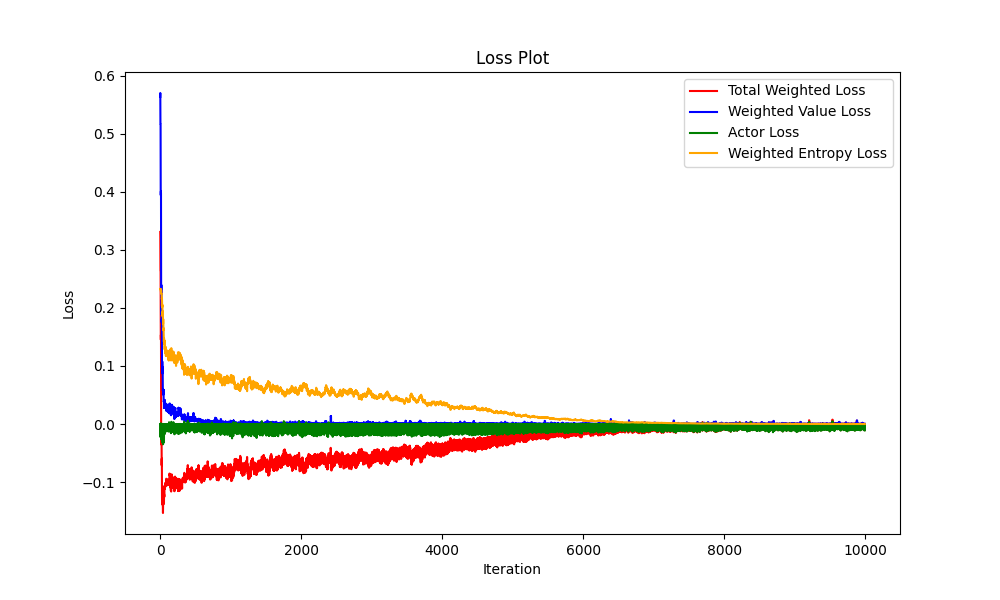 Loss Plot
Total Weighted Loss
Weighted Value Loss
Actor Loss
Weighted Entropy Loss
0.6
0.5
0.4
0.3
0.2
0.1
0.0
−0.1
Loss
0 2000 4000 6000 8000 10000
Iteration